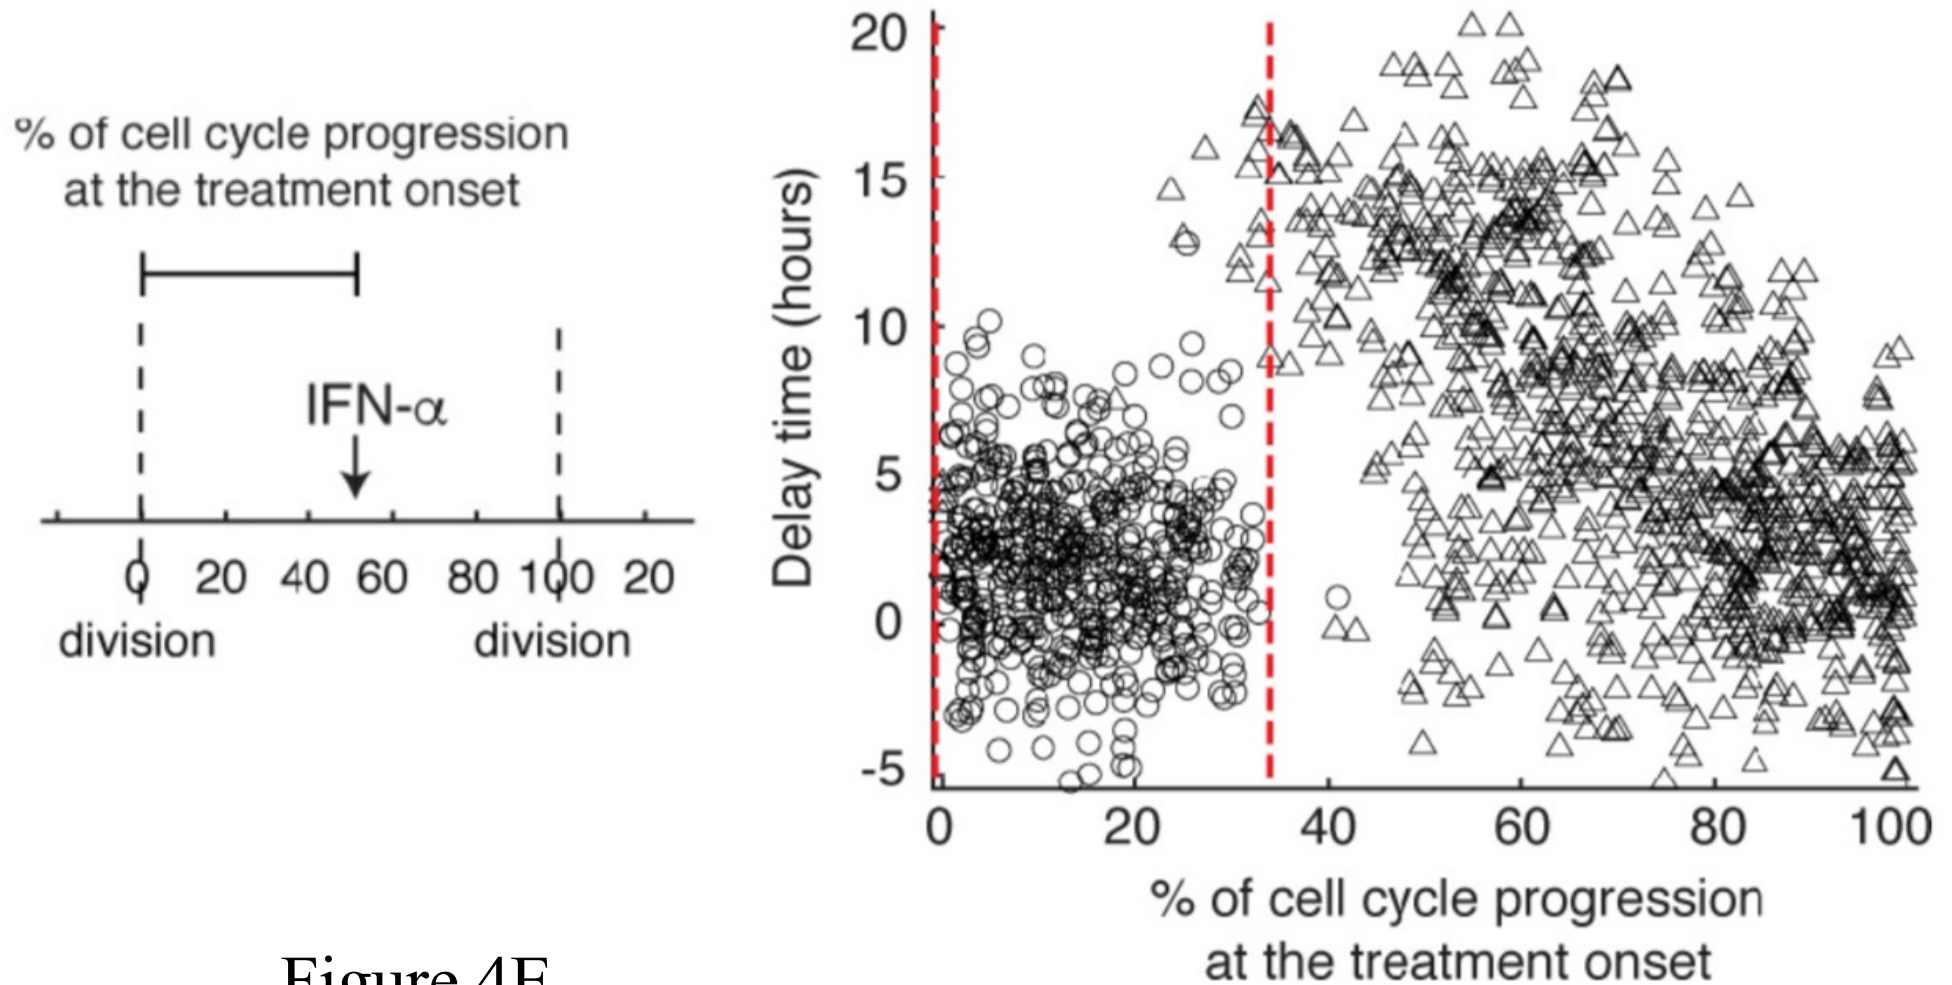 % of cell cycle progression
at the treatment onset
IFN-α
0 20 40 60 80 100 20
division division
Figure 4E
Delay time (hours)
20
15
10
5
0
-5
0 20 40 60 80 100
% of cell cycle progression
at the treatment onset